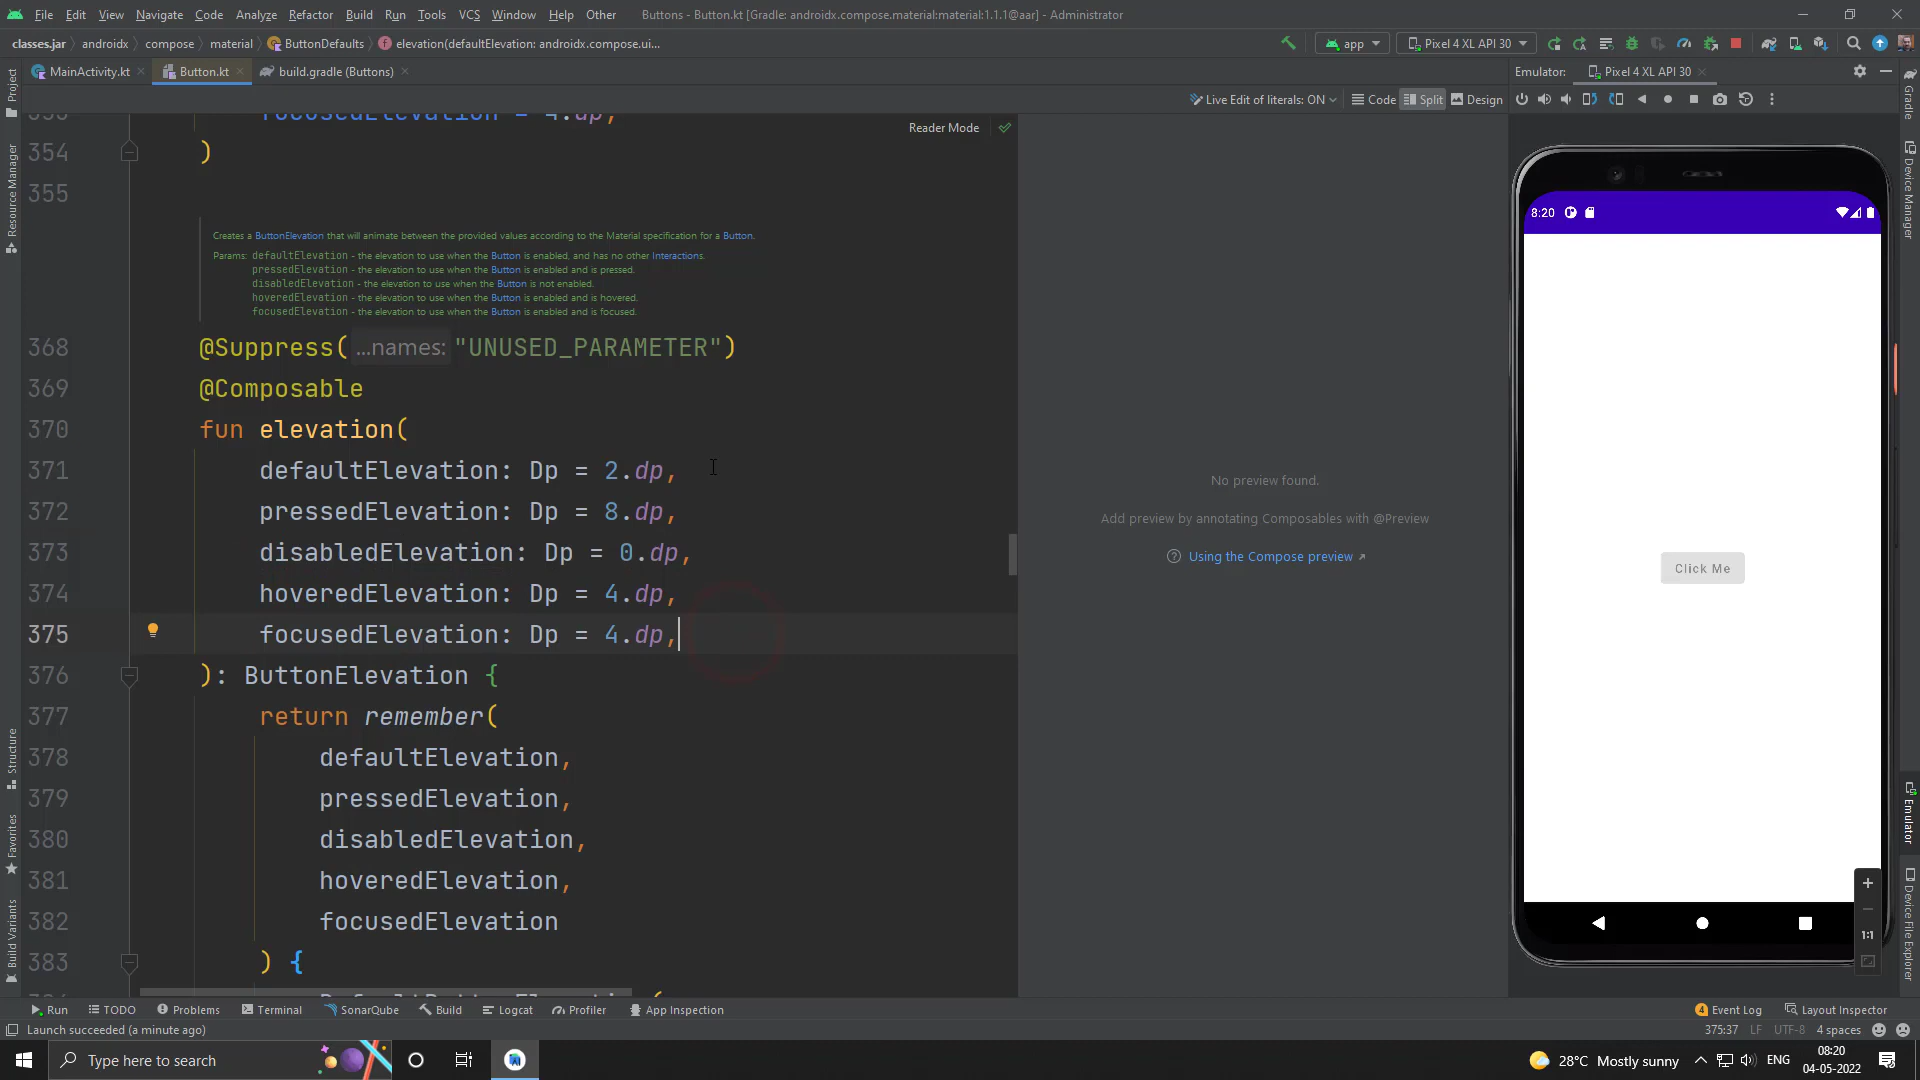 File Edit View Navigate Code Analyze Refactor Build Run Tools VCS Window Help Other Buttons - Button.kt [Gradle: androidx.compose.material:material:1.1.1@aar] - Administrator
classes.jar androidx compose material ButtonDefaults elevation(defaultElevation: androidx.compose.ui... app Pixel 4 XL API 30
MainActivity.kt Button.kt build.gradle (Buttons) Emulator: Pixel 4 XL API 30
Live Edit of literals: ON Code Split Design
focusedElevation = 4.dp,
Reader Mode
354 )
355
Creates a ButtonElevation that will animate between the provided values according to the Material specification for a Button.
Params: defaultElevation - the elevation to use when the Button is enabled, and has no other Interactions.
pressedElevation - the elevation to use when the Button is enabled and is pressed.
disabledElevation - the elevation to use when the Button is not enabled.
hoveredElevation - the elevation to use when the Button is enabled and is hovered.
focusedElevation - the elevation to use when the Button is enabled and is focused.
368 @Suppress( ...names: "UNUSED_PARAMETER")
369 @Composable
370 fun elevation(
371 defaultElevation: Dp = 2.dp,
372 pressedElevation: Dp = 8.dp,
373 disabledElevation: Dp = 0.dp,
374 hoveredElevation: Dp = 4.dp,
375 focusedElevation: Dp = 4.dp,
376 ): ButtonElevation {
377 return remember(
378 defaultElevation,
379 pressedElevation,
380 disabledElevation,
381 hoveredElevation,
382 focusedElevation
383 ) {
No preview found.
Add preview by annotating Composables with @Preview
Using the Compose preview
8:20
Click Me
1:1
Project
Resource Manager
Structure
Favorites
Build Variants
Gradle
Device Manager
Emulator
Device File Explorer
Run TODO Problems Terminal SonarQube Build Logcat Profiler App Inspection 4 Event Log Layout Inspector
Launch succeeded (a minute ago) 375:37 LF UTF-8 4 spaces
Type here to search 28°C Mostly sunny ENG 08:20
04-05-2022